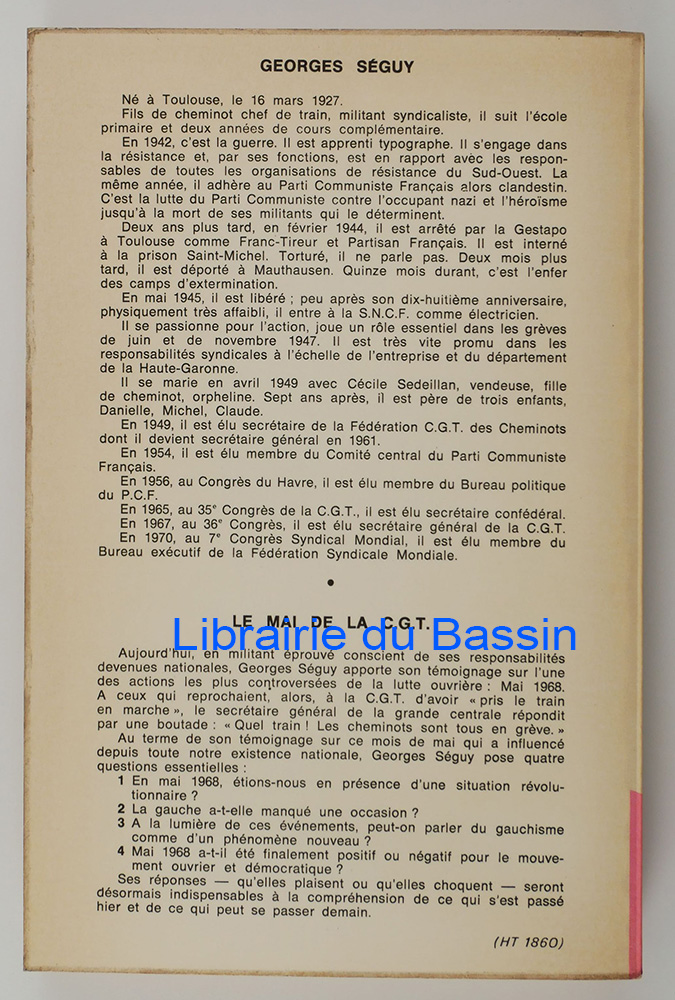 GEORGES SÉGUY
Né à Toulouse, le 16 mars 1927.
Fils de cheminot chef de train, militant syndicaliste, il suit l'école
primaire et deux années de cours complémentaire.
En 1942, c'est la guerre. Il est apprenti typographe. Il s'engage dans
la résistance et, par ses fonctions, est en rapport avec les respon-
sables de toutes les organisations de résistance du Sud-Ouest. La
même année, il adhère au Parti Communiste Français alors clandestin.
C'est la lutte du Parti Communiste contre l'occupant nazi et l'héroïsme
jusqu'à la mort de ses militants qui le déterminent.
Deux ans plus tard, en février 1944, il est arrêté par la Gestapo
à Toulouse comme Franc-Tireur et Partisan Français. Il est interné
à la prison Saint-Michel. Torturé, il ne parle pas. Deux mois plus
tard, il est déporté à Mauthausen. Quinze mois durant, c'est l'enfer
des camps d'extermination.
En mai 1945, il est libéré ; peu après son dix-huitième anniversaire,
physiquement très affaibli, il entre à la S.N.C.F. comme électricien.
Il se passionne pour l'action, joue un rôle essentiel dans les grèves
de juin et de novembre 1947. Il est très vite promu dans les
responsabilités syndicales à l'échelle de l'entreprise et du département
de la Haute-Garonne.
Il se marie en avril 1949 avec Cécile Sedeillan, vendeuse, fille
de cheminot, orpheline. Sept ans après, il est père de trois enfants,
Danielle, Michel, Claude.
En 1949, il est élu secrétaire de la Fédération C.G.T. des Cheminots
dont il devient secrétaire général en 1961.
En 1954, il est élu membre du Comité central du Parti Communiste
Français.
En 1956, au Congrès du Havre, il est élu membre du Bureau politique
du P.C.F.
En 1965, au 35e Congrès de la C.G.T., il est élu secrétaire confédéral.
En 1967, au 36e Congrès, il est élu secrétaire général de la C.G.T.
En 1970, au 7e Congrès Syndical Mondial, il est élu membre du
Bureau exécutif de la Fédération Syndicale Mondiale.
•
LE MAI DE LA C.G.T.
Librairie du Bassin
Aujourd'hui, en militant éprouvé conscient de ses responsabilités
devenues nationales, Georges Séguy apporte son témoignage sur l'une
des actions les plus controversées de la lutte ouvrière : Mai 1968.
A ceux qui reprochaient, alors, à la C.G.T. d'avoir « pris le train
en marche », le secrétaire général de la grande centrale répondit
par une boutade : « Quel train ! Les cheminots sont tous en grève. »
Au terme de son témoignage sur ce mois de mai qui a influencé
depuis toute notre existence nationale, Georges Séguy pose quatre
questions essentielles :
1 En mai 1968, étions-nous en présence d'une situation révolu-
tionnaire ?
2 La gauche a-t-elle manqué une occasion ?
3 A la lumière de ces événements, peut-on parler du gauchisme
comme d'un phénomène nouveau ?
4 Mai 1968 a-t-il été finalement positif ou négatif pour le mouve-
ment ouvrier et démocratique ?
Ses réponses — qu'elles plaisent ou qu'elles choquent — seront
désormais indispensables à la compréhension de ce qui s'est passé
hier et de ce qui peut se passer demain.
(HT 1860)